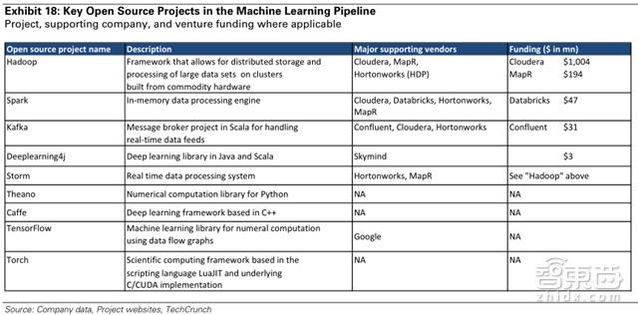 Exhibit 18: Key Open Source Projects in the Machine Learning Pipeline
Project, supporting company, and venture funding where applicable
Open source project name Description Major supporting vendors Funding ($ in mn)
Hadoop Framework that allows for distributed storage and Cloudera, MapR, Cloudera $1,004
processing of large data sets on clusters Hortonworks (HDP) MapR $194
built from commodity hardware
Spark In-memory data processing engine Cloudera, Databricks, Hortonworks, Databricks $47
MapR
Kafka Message broker project in Scala for handling Confluent, Cloudera, Hortonworks Confluent $31
real-time data feeds
Deeplearning4j Deep learning library in Java and Scala Skymind $3
Storm Real time data processing system Hortonworks, MapR See "Hadoop" above
Theano Numerical computation library for Python NA NA
Caffe Deep learning framework based in C++ NA NA
TensorFlow Machine learning library for numeral computation
using data flow graphs Google NA
Torch Scientific computing framework based in the NA NA
scripting language LuaJIT and underlying
C/CUDA implementation
Source: Company data, Project websites, TechCrunch
智東西
zhidx.com